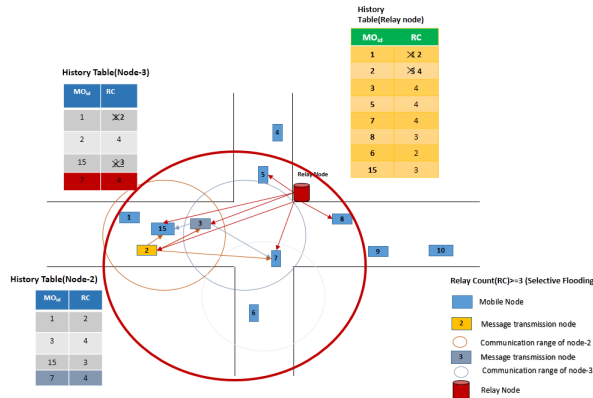 History
Table(Relay node)
MOid RC
1 2
2 4
3 4
5 4
7 4
8 3
6 2
15 3
History Table(Node-3)
MOid RC
1 2
2 4
15 3
4
5
Relay Node
1
15
3
8
2
7
9
10
6
History Table(Node-2)
MOid RC
1 2
3 4
15 3
7 4
Relay Count(RC)>=3 (Selective Flooding
Mobile Node
2 Message transmission node
Communication range of node-2
3 Message transmission node
Communication range of node-3
Relay Node